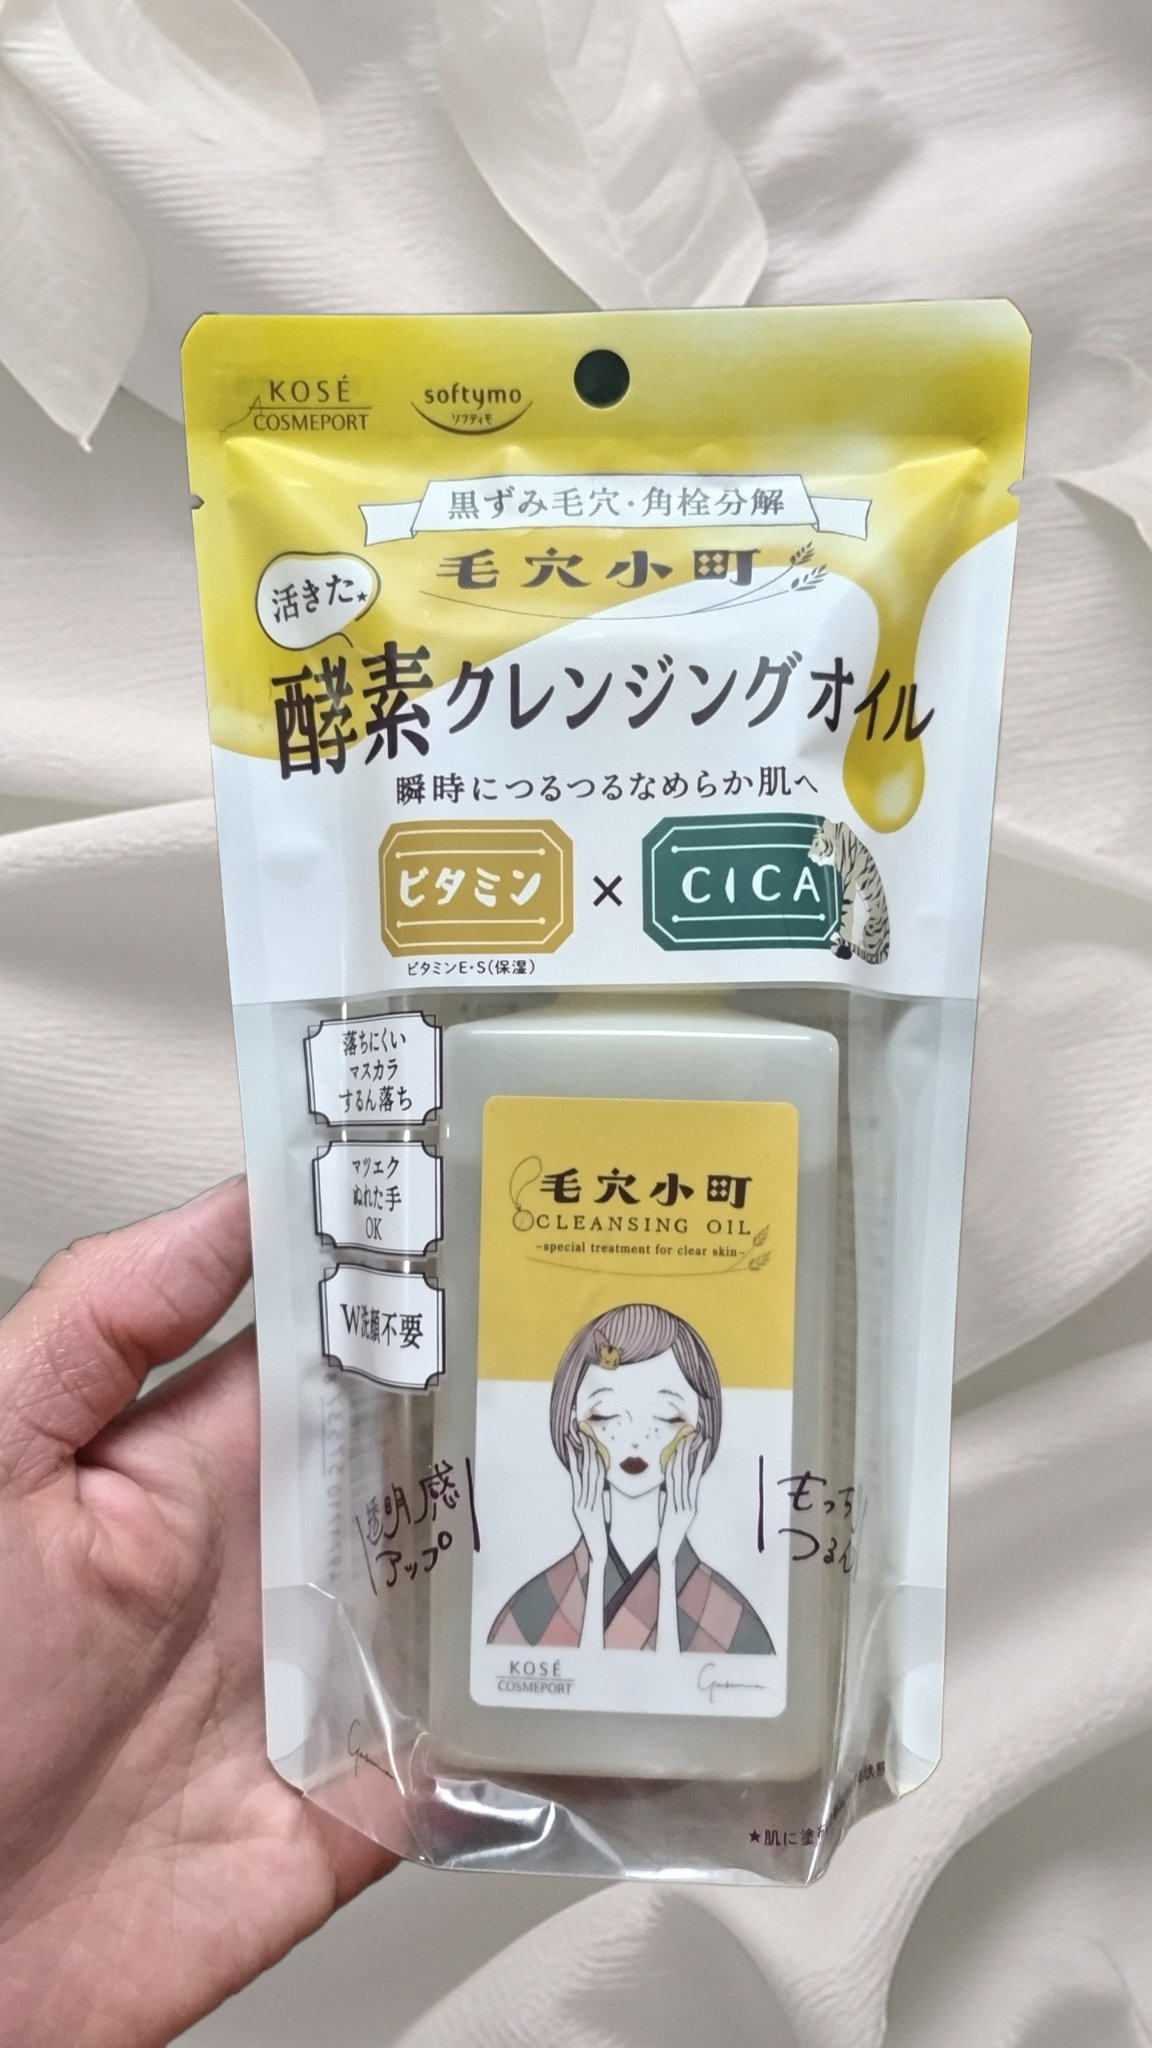 KOSÉ
COSMEPORT
softymo
ソフティモ
黒ずみ毛穴・角栓分解
毛穴小町
活きた★
酵素クレンジングオイル
瞬時につるつるなめらか肌へ
ビタミン × CICA
ビタミンE・S(保湿)
落ちにくい
マスカラ
するん落ち
マツエク
ぬれた手
OK
W洗顔不要
毛穴小町
CLEANSING OIL
~special treatment for clear skin~
透明感
アップ
もっち
つるん
KOSÉ
COSMEPORT
★肌に塗